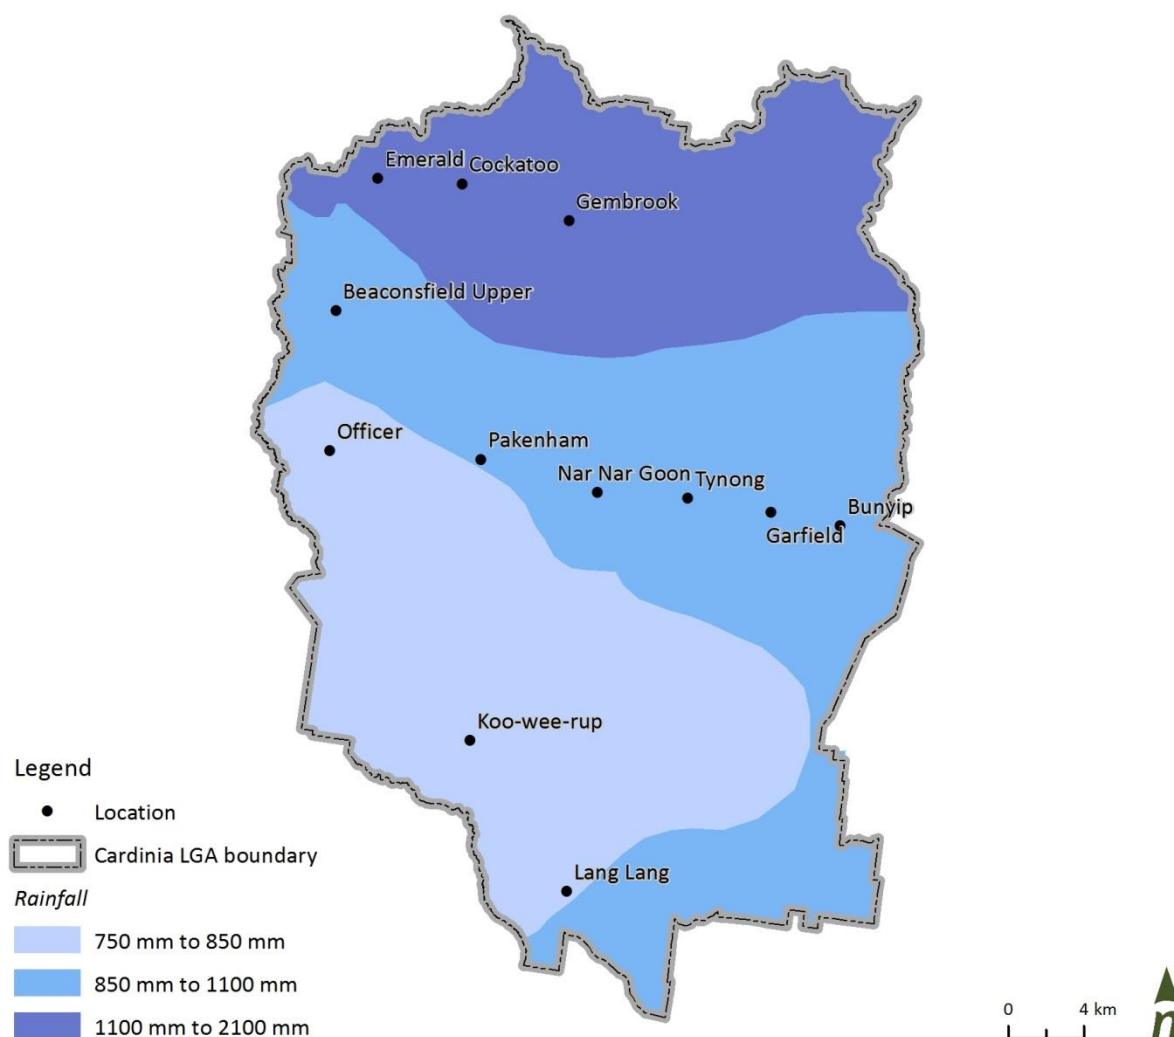 Emerald
Cockatoo
Gembrook
Beaconsfield Upper
Officer
Pakenham
Nar Nar Goon
Tynong
Bunyip
Garfield
Koo-wee-rup
Lang Lang
Legend
Location
Cardinia LGA boundary
Rainfall
750 mm to 850 mm
850 mm to 1100 mm
1100 mm to 2100 mm
0 4 km
n